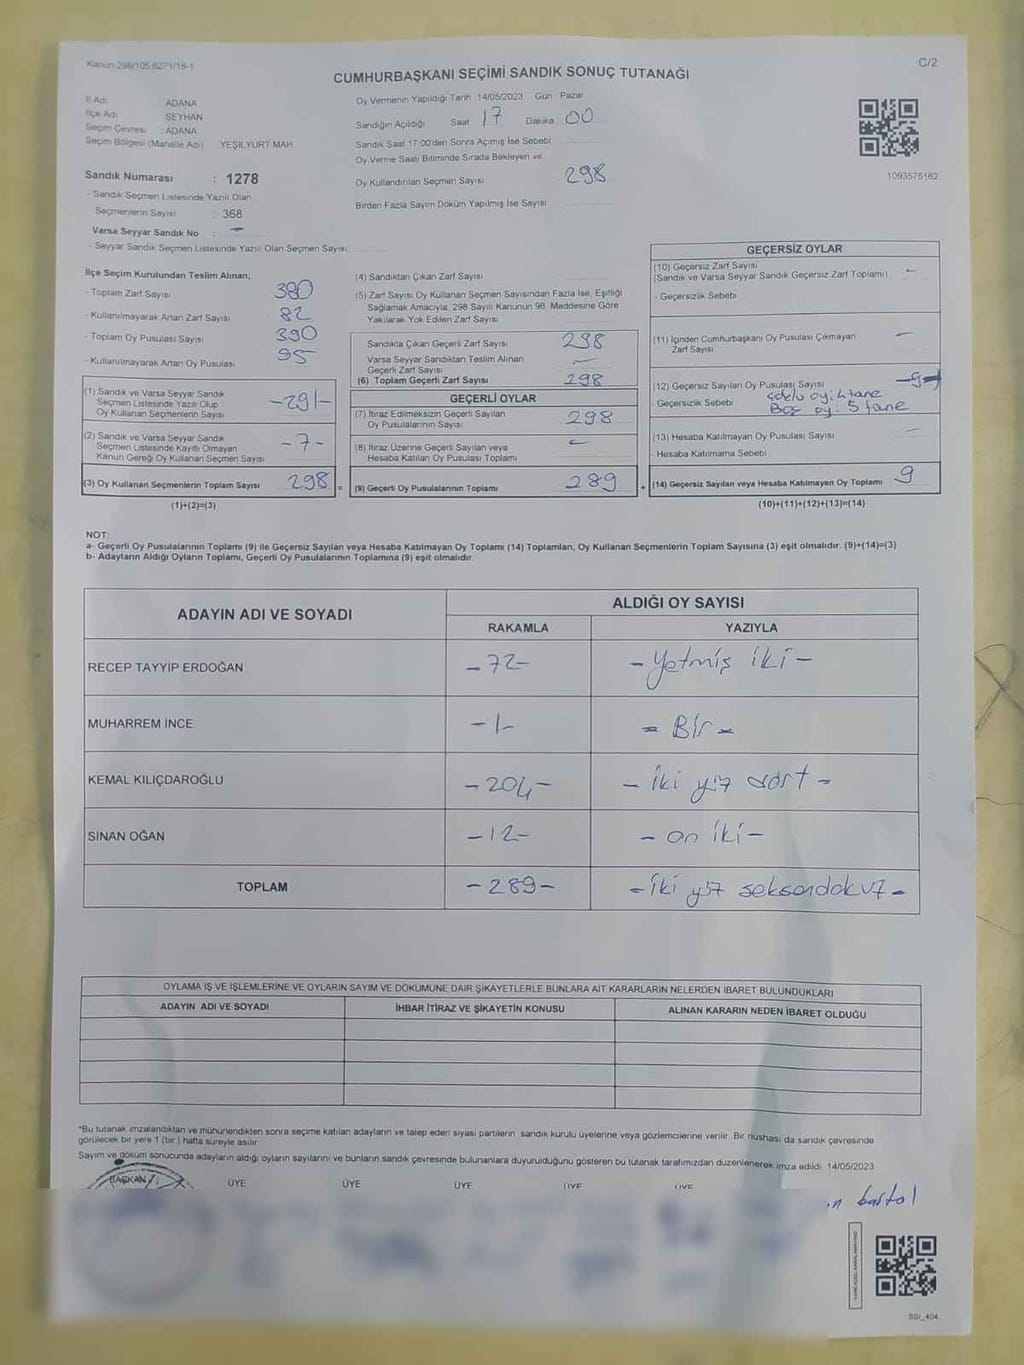 Kanun 298/105.6271/18-1
C/2
CUMHURBAŞKANI SEÇİMİ SANDIK SONUÇ TUTANAĞI
İl Adı ADANA
İlçe Adı SEYHAN
Seçim Çevresi : ADANA
Seçim Bölgesi (Mahalle Adı) YEŞİLYURT MAH
Sandık Numarası : 1278
- Sandık Seçmen Listesinde Yazılı Olan
Seçmenlerin Sayısı : 368
Varsa Seyyar Sandık No : -
- Seyyar Sandık Seçmen Listesinde Yazılı Olan Seçmen Sayısı
Oy Vermenin Yapıldığı Tarih 14/05/2023 Gün Pazar
Sandığın Açıldığı Saat 17 Dakika 00
Sandık Saat 17.00'den Sonra Açılmış İse Sebebi
Oy Verme Saati Bitiminde Sırada Bekleyen ve
Oy Kullandırılan Seçmen Sayısı 298
Birden Fazla Sayım Döküm Yapılmış İse Sayısı
1093575162
İlçe Seçim Kurulundan Teslim Alınan;
- Toplam Zarf Sayısı 380
- Kullanılmayarak Artan Zarf Sayısı 82
- Toplam Oy Pusulası Sayısı 390
- Kullanılmayarak Artan Oy Pusulası 95
(1) Sandık ve Varsa Seyyar Sandık
Seçmen Listesinde Yazılı Olup
Oy Kullanan Seçmenlerin Sayısı -291-
(2) Sandık ve Varsa Seyyar Sandık
Seçmen Listesinde Kayıtlı Olmayan
Kanun Gereği Oy Kullanan Seçmen Sayısı -7-
(3) Oy Kullanan Seçmenlerin Toplam Sayısı 298 =
(1)+(2)=(3)
(4) Sandıktan Çıkan Zarf Sayısı
(5) Zarf Sayısı Oy Kullanan Seçmen Sayısından Fazla İse, Eşitliği
Sağlamak Amacıyla, 298 Sayılı Kanunun 98. Maddesine Göre
Yakılarak Yok Edilen Zarf Sayısı
Sandıkta Çıkan Geçerli Zarf Sayısı 298
Varsa Seyyar Sandıktan Teslim Alınan
Geçerli Zarf Sayısı -
(6) Toplam Geçerli Zarf Sayısı 298
GEÇERLİ OYLAR
(7) İtiraz Edilmeksizin Geçerli Sayılan
Oy Pusulalarının Sayısı 298
(8) İtiraz Üzerine Geçerli Sayılan veya
Hesaba Katılan Oy Pusulası Toplamı -
(9) Geçerli Oy Pusulalarının Toplamı 289 +
GEÇERSİZ OYLAR
(10) Geçersiz Zarf Sayısı
(Sandık ve Varsa Seyyar Sandık Geçersiz Zarf Toplamı) -
- Geçersizlik Sebebi
(11) İçinden Cumhurbaşkanı Oy Pusulası Çıkmayan
Zarf Sayısı -
(12) Geçersiz Sayılan Oy Pusulası Sayısı -9-
- Geçersizlik Sebebi oy: 4 tane
Boş oy: 5 tane
(13) Hesaba Katılmayan Oy Pusulası Sayısı -
- Hesaba Katılmama Sebebi
(14) Geçersiz Sayılan veya Hesaba Katılmayan Oy Toplamı 9
(10)+(11)+(12)+(13)=(14)
NOT:
a- Geçerli Oy Pusulalarının Toplamı (9) ile Geçersiz Sayılan veya Hesaba Katılmayan Oy Toplamı (14) Toplamları, Oy Kullanan Seçmenlerin Toplam Sayısına (3) eşit olmalıdır. (9)+(14)=(3)
b- Adayların Aldığı Oyların Toplamı, Geçerli Oy Pusulalarının Toplamına (9) eşit olmalıdır.
ADAYIN ADI VE SOYADI
ALDIĞI OY SAYISI
RAKAMLA YAZIYLA
RECEP TAYYİP ERDOĞAN -72- -Yetmiş iki-
MUHARREM İNCE -1- - Bir -
KEMAL KILIÇDAROĞLU -204- - iki yüz dört -
SİNAN OĞAN -12- - on iki -
TOPLAM -289- - iki yüz seksendokuz -
OYLAMA İŞ VE İŞLEMLERİNE VE OYLARIN SAYIM VE DÖKÜMÜNE DAİR ŞİKAYETLERLE BUNLARA AİT KARARLARIN NELERDEN İBARET BULUNDUKLARI
ADAYIN ADI VE SOYADI İHBAR İTİRAZ VE ŞİKAYETİN KONUSU ALINAN KARARIN NEDEN İBARET OLDUĞU
*Bu tutanak imzalandıktan ve mühürlendikten sonra seçime katılan adayların ve talep eden siyasi partilerin sandık kurulu üyelerine veya gözlemcilerine verilir. Bir nüshası da sandık çevresinde
görülecek bir yere 1 (bir) hafta süreyle asılır.
Sayım ve döküm sonucunda adayların aldığı oyların sayılarını ve bunların sandık çevresinde bulunanlara duyurulduğunu gösteren bu tutanak tarafımızdan düzenlenerek imza edildi. 14/05/2023
BAŞKAN ÜYE ÜYE ÜYE ÜYE ÜYE